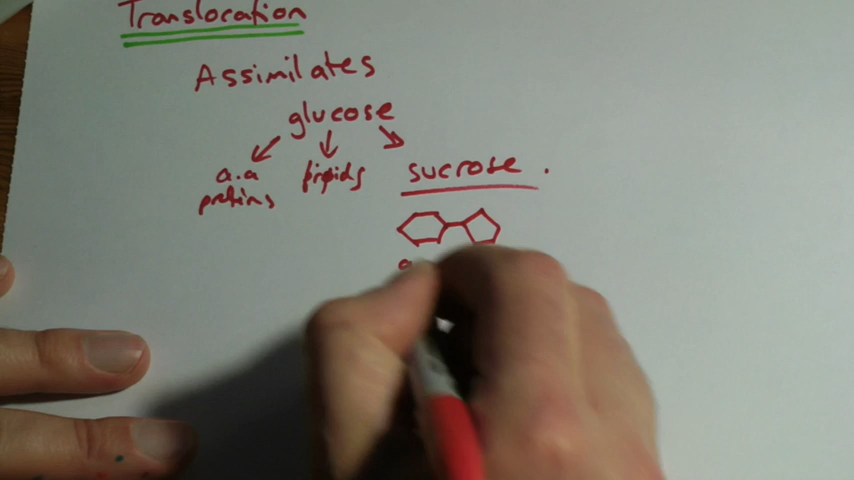 Translocation
Assimilates
glucose
a.a lipids sucrose .
proteins